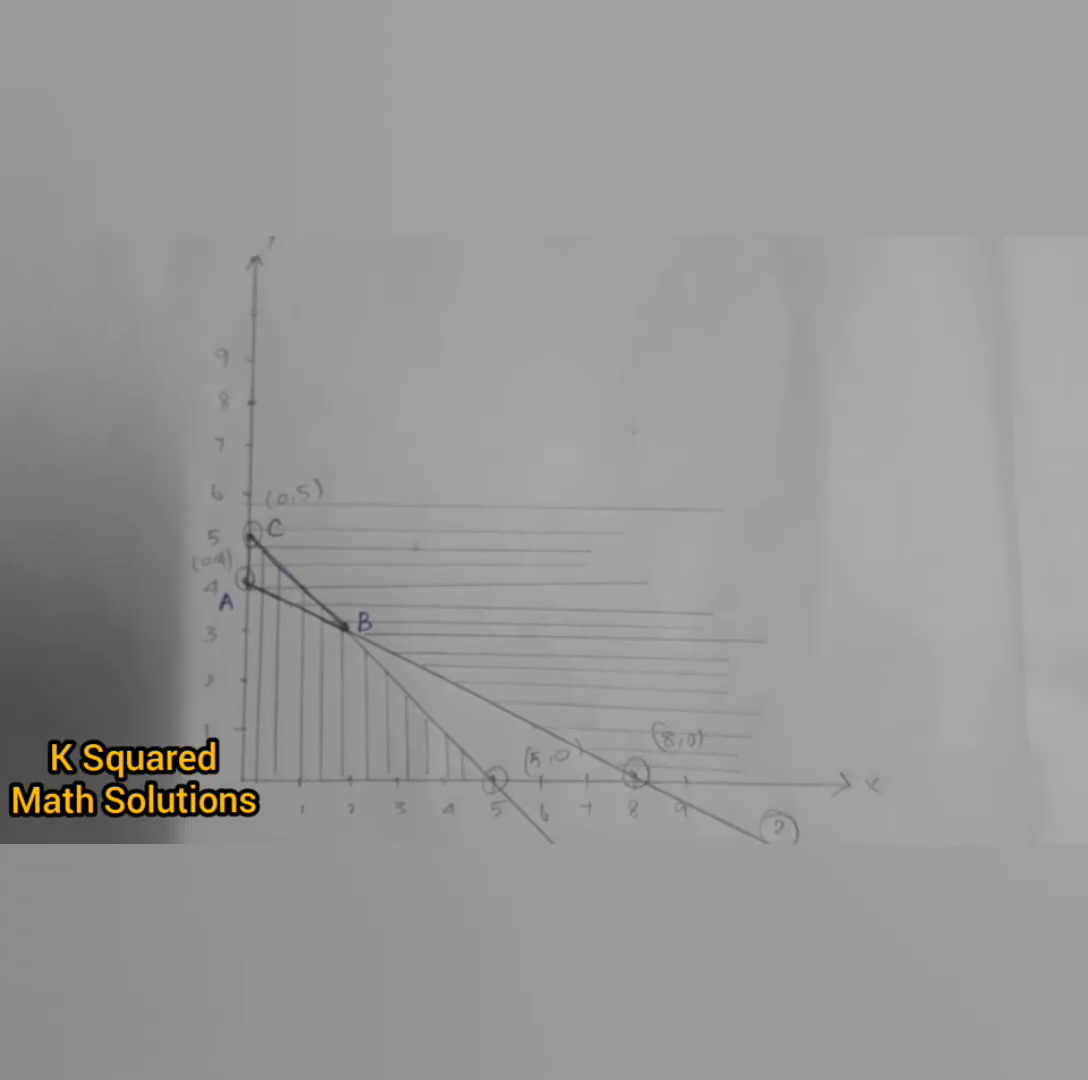 9
8
7
6 (0,5)
5 C
(0,4)
4
A
3 B
2
1
(5,0) (8,0)
1 2 3 4 5 6 7 8 9 X
(2)
K Squared
Math Solutions